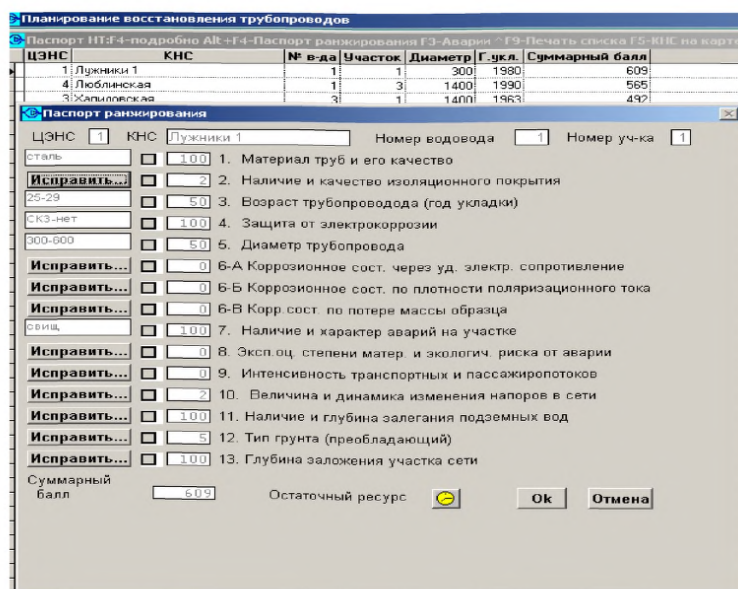 Планирование восстановления трубопроводов
Паспорт НТ:F4-подробно Alt+F4-Паспорт ранжирования F3-Аварии ^F9-Печать списка F5-КНС на карте
ЦЭНС КНС № в-да Участок Диаметр Г.укл. Суммарный балл
1 Лужники 1 1 1 300 1980 609
4 Люблинская 1 3 1400 1990 565
3 Хапиловская 3 1 1400 1963 492
Паспорт ранжирования
ЦЭНС 1 КНС Лужники 1 Номер водовода 1 Номер уч-ка 1
сталь 100 1. Материал труб и его качество
Исправить... 2 2. Наличие и качество изоляционного покрытия
25-29 50 3. Возраст трубопроводода (год укладки)
СКЗ-нет 100 4. Защита от электрокоррозии
300-600 50 5. Диаметр трубопровода
Исправить... 0 6-А Коррозионное сост. через уд. электр. сопротивление
Исправить... 0 6-Б Коррозионное сост. по плотности поляризационного тока
Исправить... 0 6-В Корр.сост. по потере массы образца
свищ 100 7. Наличие и характер аварий на участке
Исправить... 0 8. Эксп.оц. степени матер. и экологич. риска от аварии
Исправить... 0 9. Интенсивность транспортных и пассажиропотоков
Исправить... 2 10. Величина и динамика изменения напоров в сети
Исправить... 100 11. Наличие и глубина залегания подземных вод
Исправить... 5 12. Тип грунта (преобладающий)
Исправить... 100 13. Глубина заложения участка сети
Суммарный
балл 609 Остаточный ресурс Ok Отмена